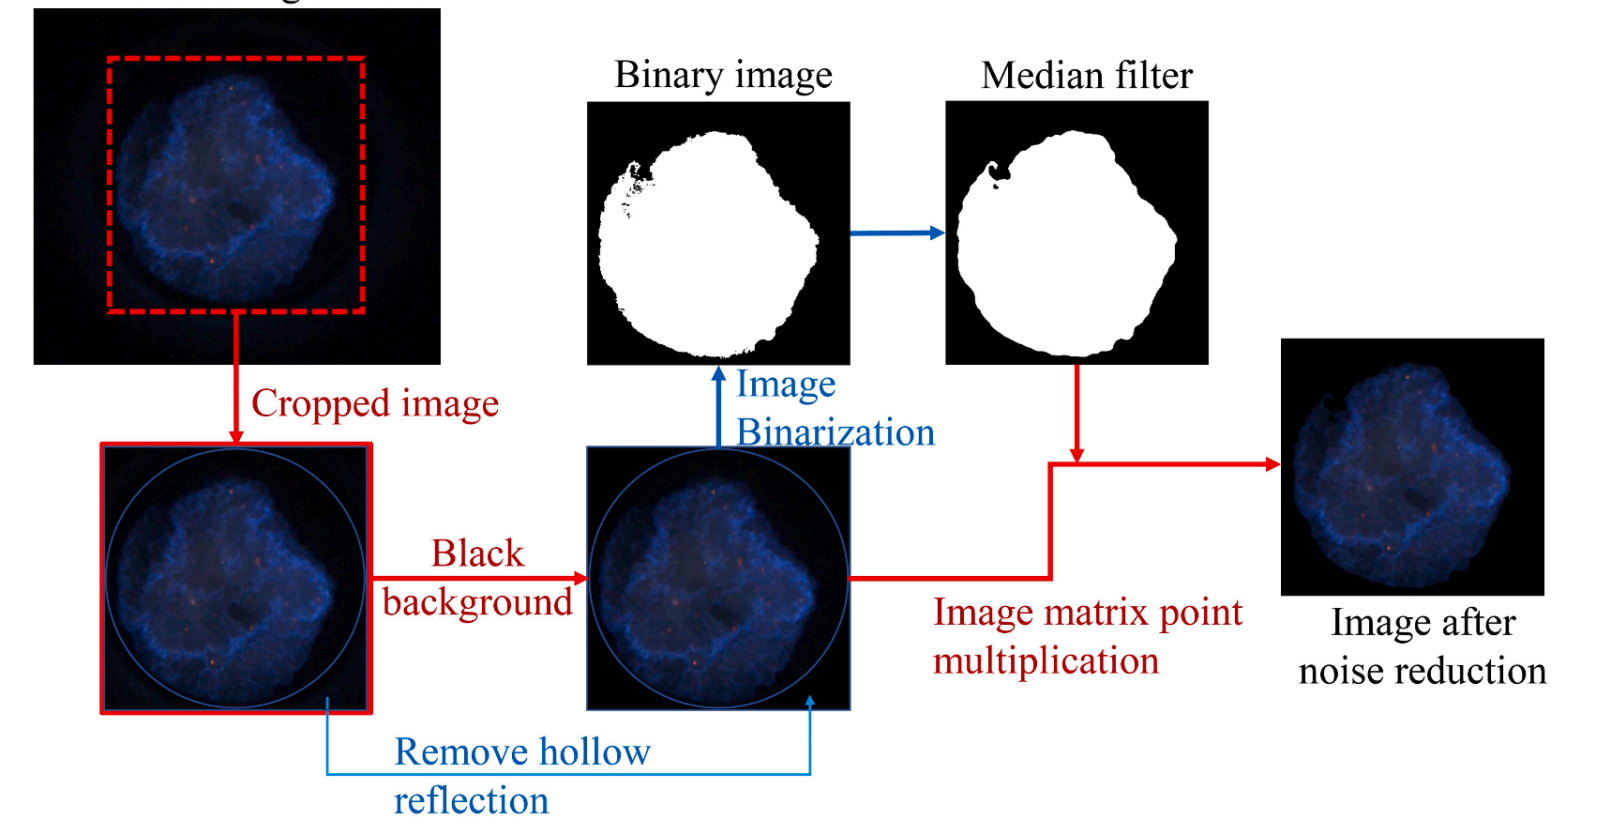 Binary image
Median filter
Cropped image
Image
Binarization
Black
background
Image matrix point
multiplication
Image after
noise reduction
Remove hollow
reflection